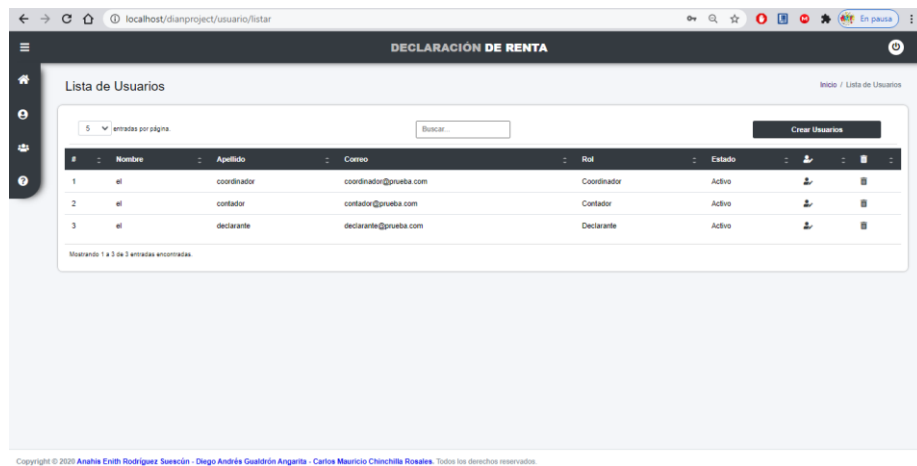 localhost/dianproject/usuario/listar
En pausa
DECLARACIÓN DE RENTA
Lista de Usuarios
Inicio / Lista de Usuarios
5 entradas por página
Buscar...
Crear Usuarios
# Nombre Apellido Correo Rol Estado
1 el coordinador coordinador@prueba.com Coordinador Activo
2 el contador contador@prueba.com Contador Activo
3 el declarante declarante@prueba.com Declarante Activo
Mostrando 1 a 3 de 3 entradas encontradas.
Copyright © 2020 Anahis Enith Rodríguez Suescún - Diego Andrés Gualdrón Angarita - Carlos Mauricio Chinchilla Rosales. Todos los derechos reservados.